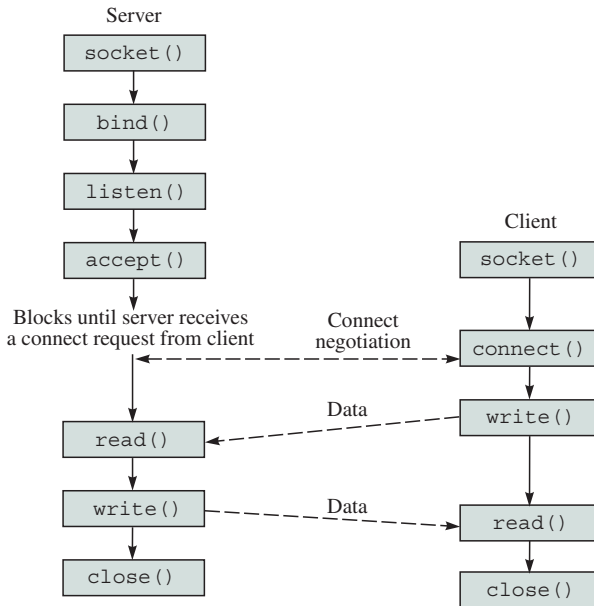 Server
socket()
bind()
listen()
accept()
Blocks until server receives
a connect request from client
read()
write()
close()
Connect
negotiation
Data
Data
Client
socket()
connect()
write()
read()
close()